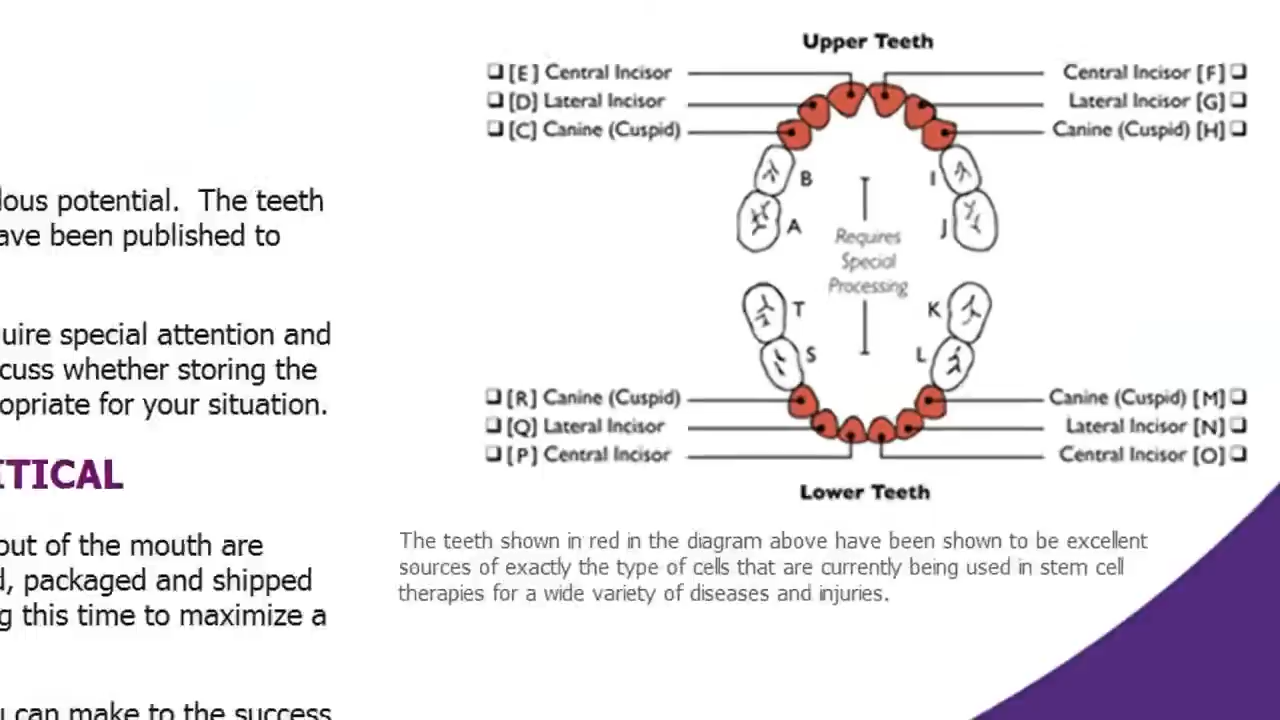 lous potential. The teeth
ave been published to
uire special attention and
cuss whether storing the
opriate for your situation.
ITICAL
out of the mouth are
d, packaged and shipped
g this time to maximize a
u can make to the success
Upper Teeth
[E] Central Incisor
Central Incisor [F]
[D] Lateral Incisor
Lateral Incisor [G]
[C] Canine (Cuspid)
Canine (Cuspid) [H]
B
I
A
J
Requires
Special
Processing
T
K
S
L
[R] Canine (Cuspid)
Canine (Cuspid) [M]
[Q] Lateral Incisor
Lateral Incisor [N]
[P] Central Incisor
Central Incisor [O]
Lower Teeth
The teeth shown in red in the diagram above have been shown to be excellent
sources of exactly the type of cells that are currently being used in stem cell
therapies for a wide variety of diseases and injuries.